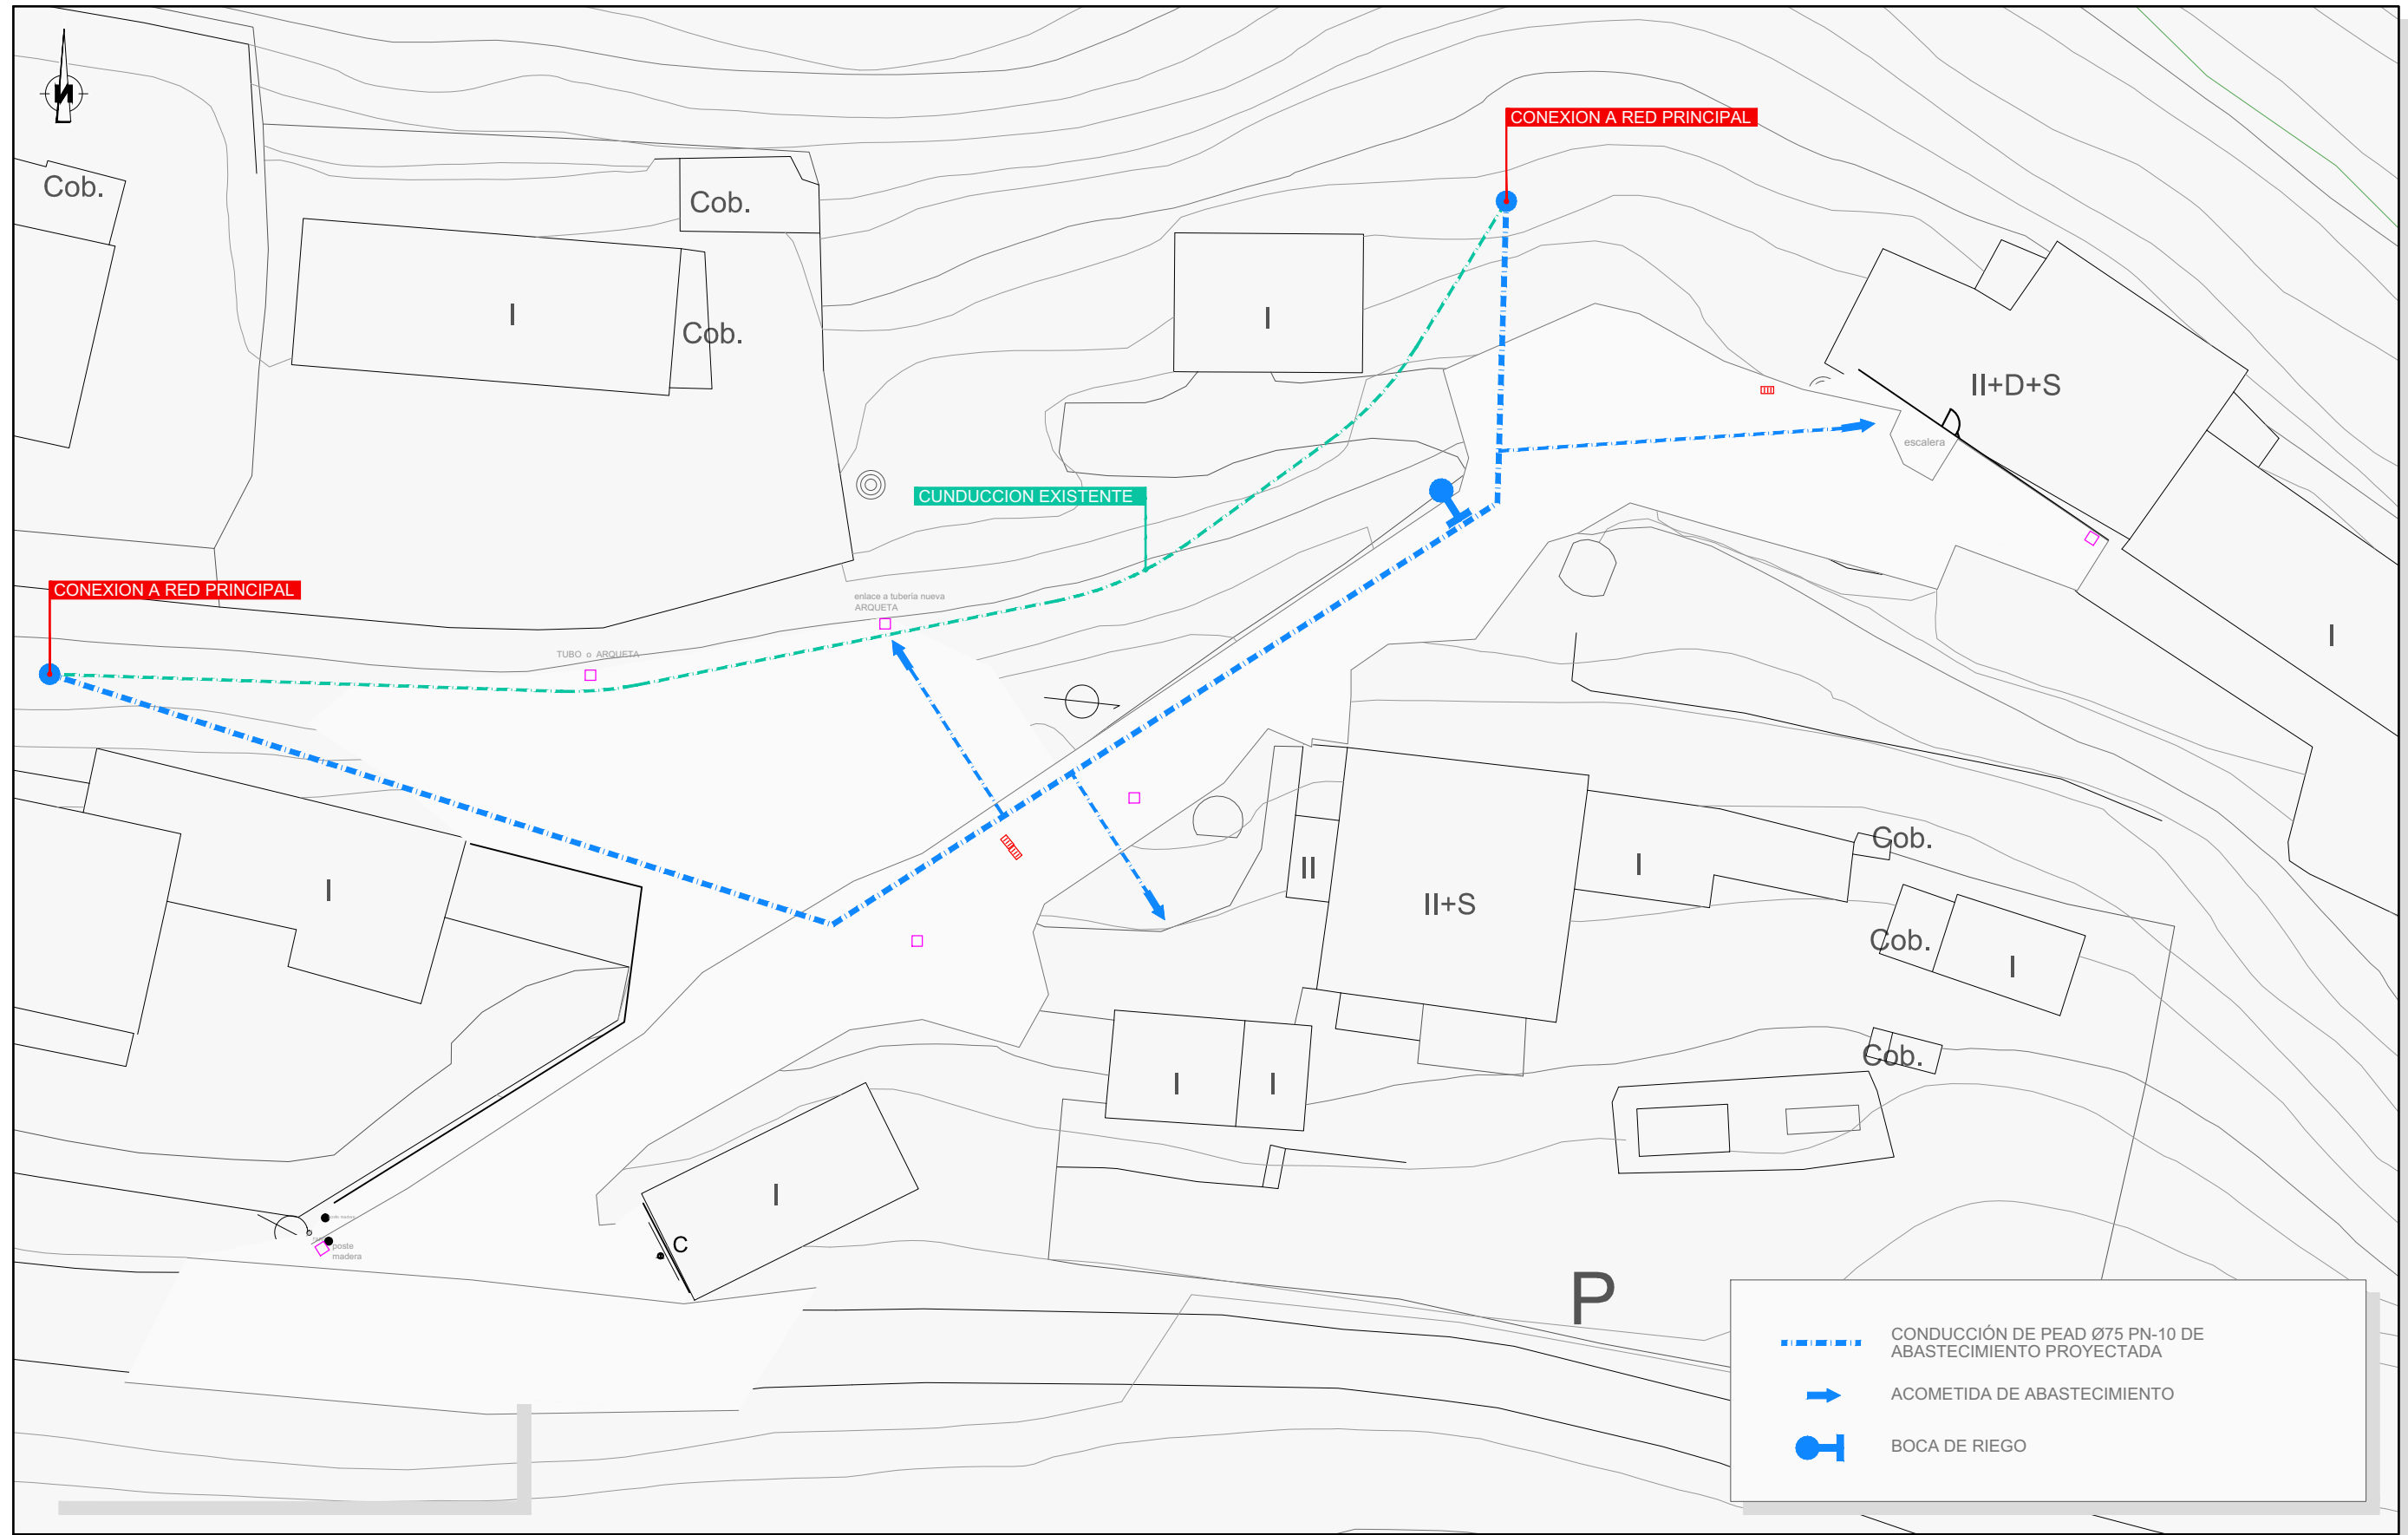 N
CONEXION A RED PRINCIPAL
Cob.
Cob.
I
Cob.
I
II+D+S
escalera
CUNDUCCION EXISTENTE
CONEXION A RED PRINCIPAL
enlace a tuberia nueva
ARQUETA
TUBO o ARQUETA
I
I
II
II+S
I
Cob.
Cob.
I
Cob.
I
I
I
C
poste
madera
P
CONDUCCIÓN DE PEAD Ø75 PN-10 DE
ABASTECIMIENTO PROYECTADA
ACOMETIDA DE ABASTECIMIENTO
BOCA DE RIEGO